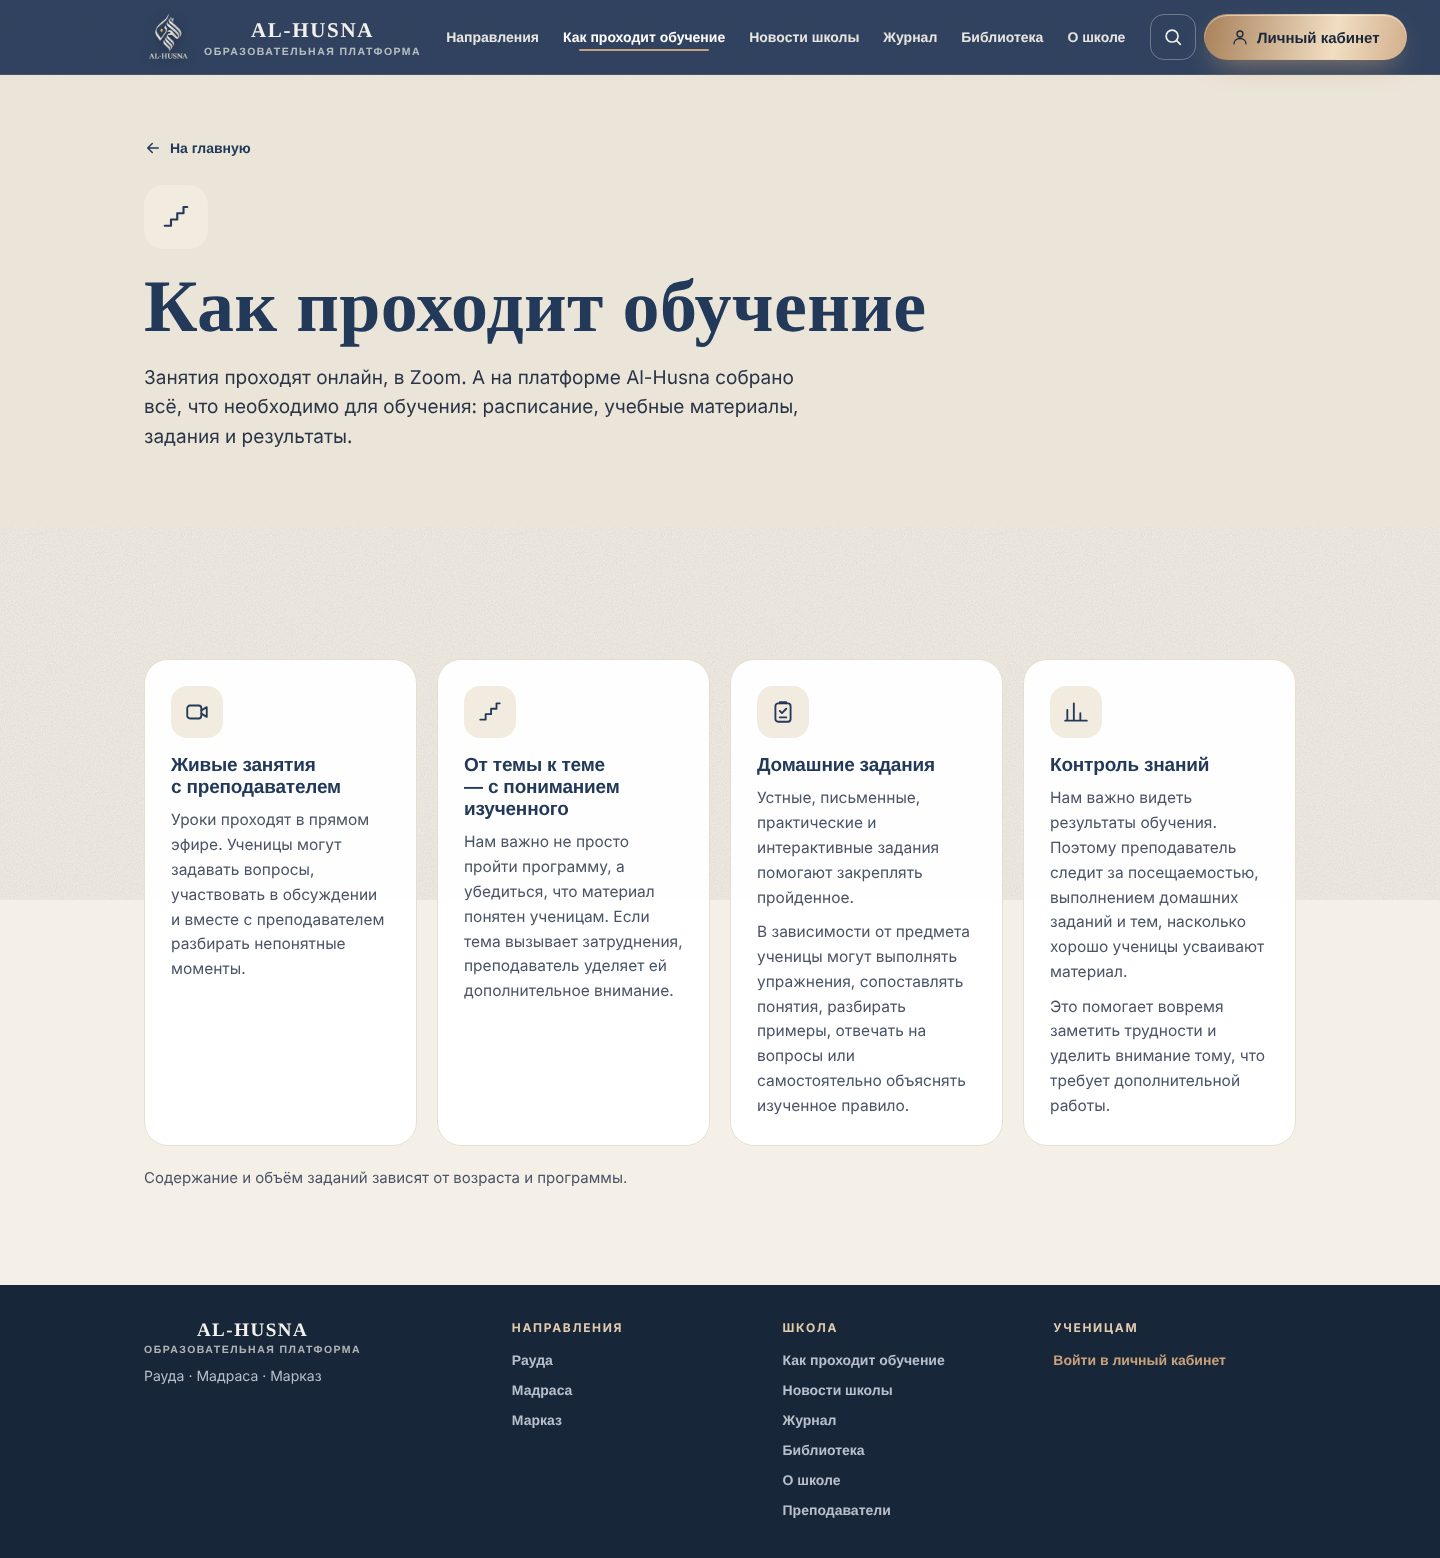 AL-HUSNA
AL-HUSNA
ОБРАЗОВАТЕЛЬНАЯ ПЛАТФОРМА
Направления
Как проходит обучение
Новости школы
Журнал
Библиотека
О школе
Личный кабинет
На главную
Как проходит обучение
Занятия проходят онлайн, в Zoom. А на платформе Al-Husna собрано
всё, что необходимо для обучения: расписание, учебные материалы,
задания и результаты.
Живые занятия
с преподавателем
Уроки проходят в прямом
эфире. Ученицы могут
задавать вопросы,
участвовать в обсуждении
и вместе с преподавателем
разбирать непонятные
моменты.
От темы к теме
— с пониманием
изученного
Нам важно не просто
пройти программу, а
убедиться, что материал
понятен ученицам. Если
тема вызывает затруднения,
преподаватель уделяет ей
дополнительное внимание.
Домашние задания
Устные, письменные,
практические и
интерактивные задания
помогают закреплять
пройденное.
В зависимости от предмета
ученицы могут выполнять
упражнения, сопоставлять
понятия, разбирать
примеры, отвечать на
вопросы или
самостоятельно объяснять
изученное правило.
Контроль знаний
Нам важно видеть
результаты обучения.
Поэтому преподаватель
следит за посещаемостью,
выполнением домашних
заданий и тем, насколько
хорошо ученицы усваивают
материал.
Это помогает вовремя
заметить трудности и
уделить внимание тому, что
требует дополнительной
работы.
Содержание и объём заданий зависят от возраста и программы.
AL-HUSNA
ОБРАЗОВАТЕЛЬНАЯ ПЛАТФОРМА
Рауда · Мадраса · Марказ
НАПРАВЛЕНИЯ
Рауда
Мадраса
Марказ
ШКОЛА
Как проходит обучение
Новости школы
Журнал
Библиотека
О школе
Преподаватели
УЧЕНИЦАМ
Войти в личный кабинет